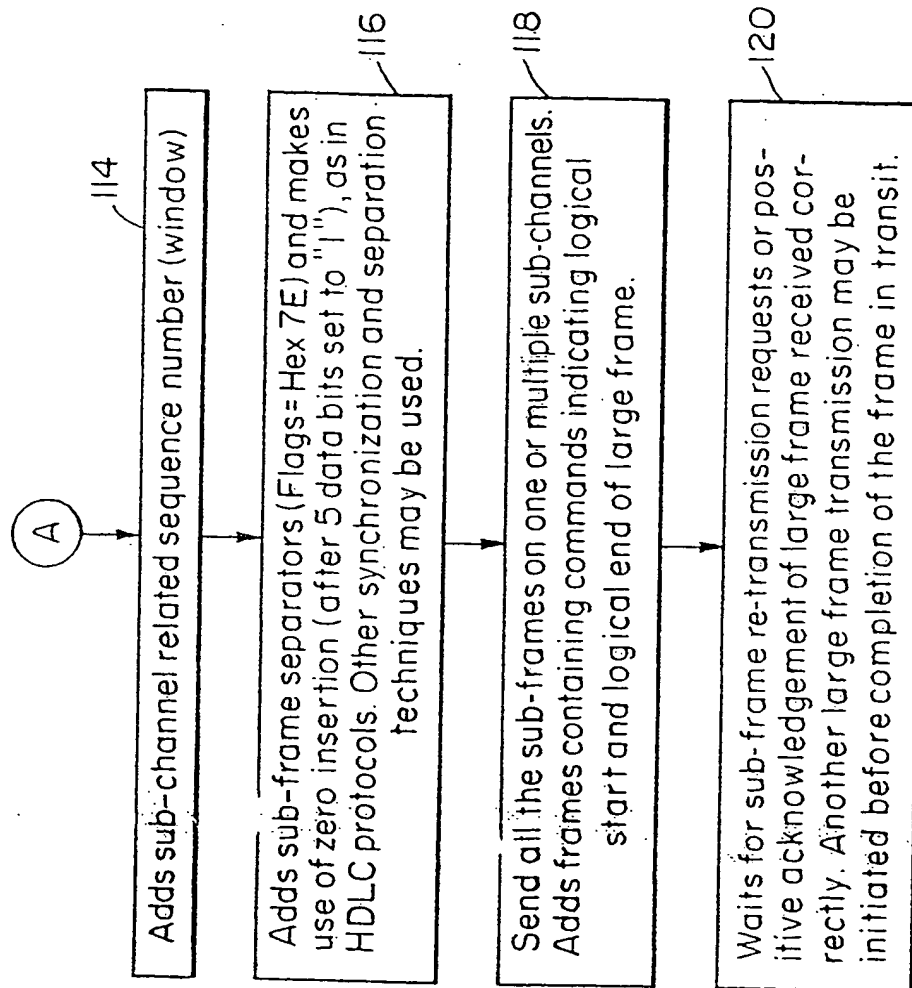 A
114
Adds sub-channel related sequence number (window)
116
Adds sub-frame separators (Flags=Hex 7E) and makes
use of zero insertion (after 5 data bits set to "1"), as in
HDLC protocols. Other synchronization and separation
techniques may be used.
118
Send all the sub-frames on one or multiple sub-channels.
Adds frames containing commands indicating logical
start and logical end of large frame.
120
Waits for sub-frame re-transmission requests or pos-
itive acknowledgement of large frame received cor-
rectly. Another large frame transmission may be
initiated before completion of the frame in transit.